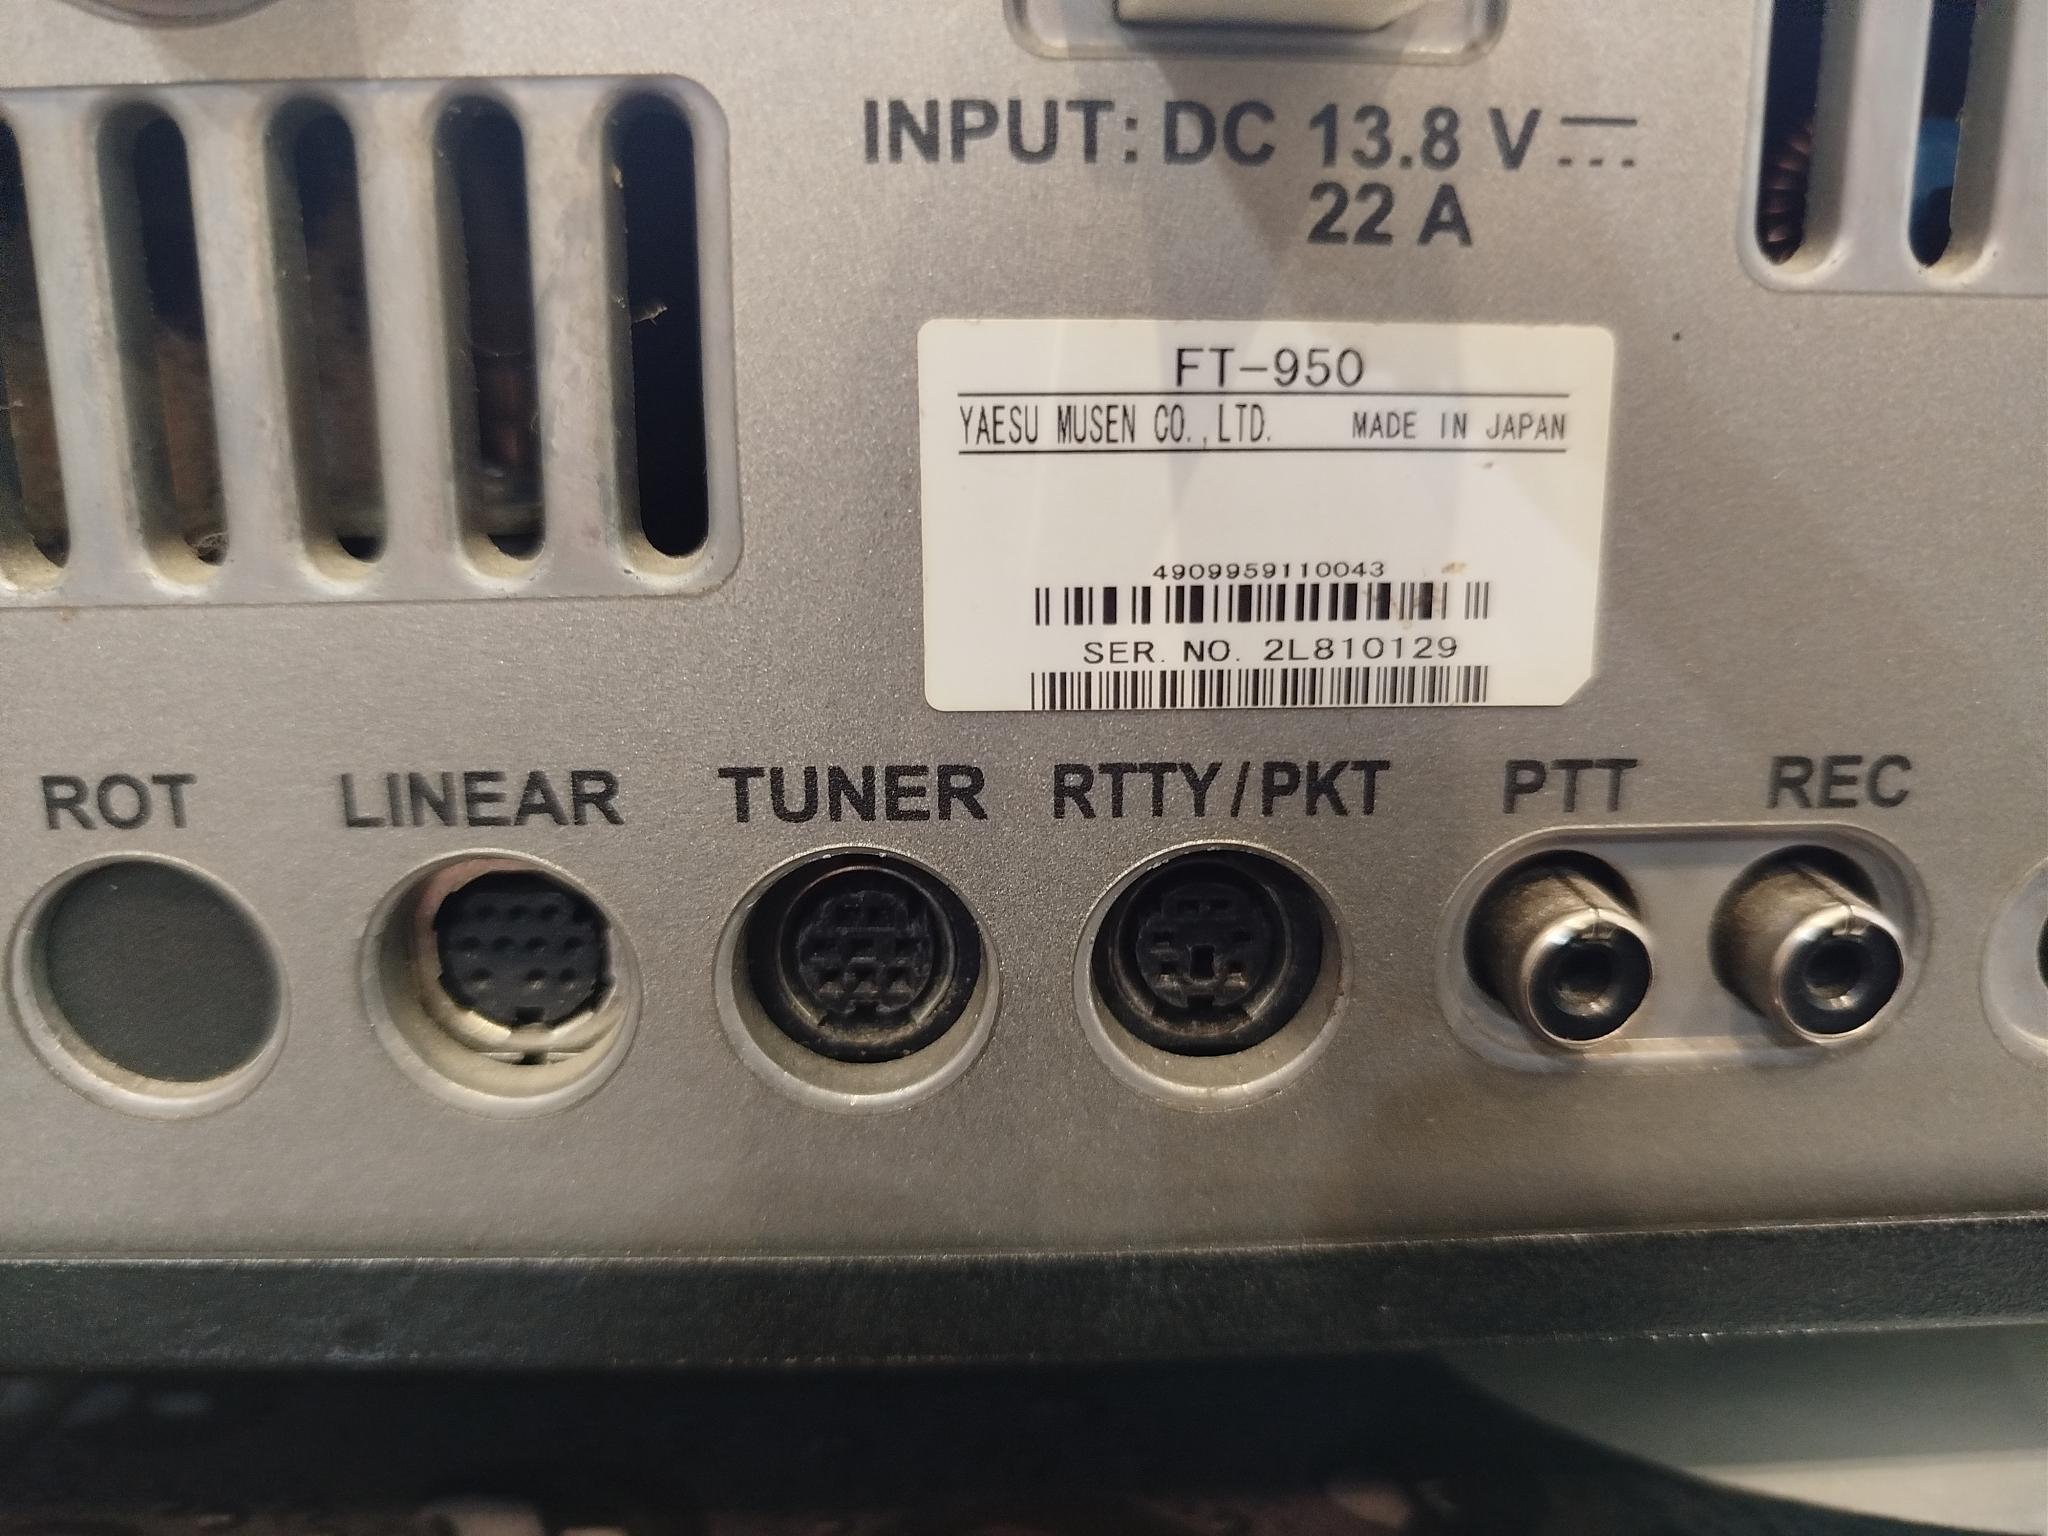 INPUT: DC 13.8 V
22 A
FT-950
YAESU MUSEN CO.,LTD. MADE IN JAPAN
4909959110043
SER. NO. 2L810129
ROT LINEAR TUNER RTTY/PKT PTT REC